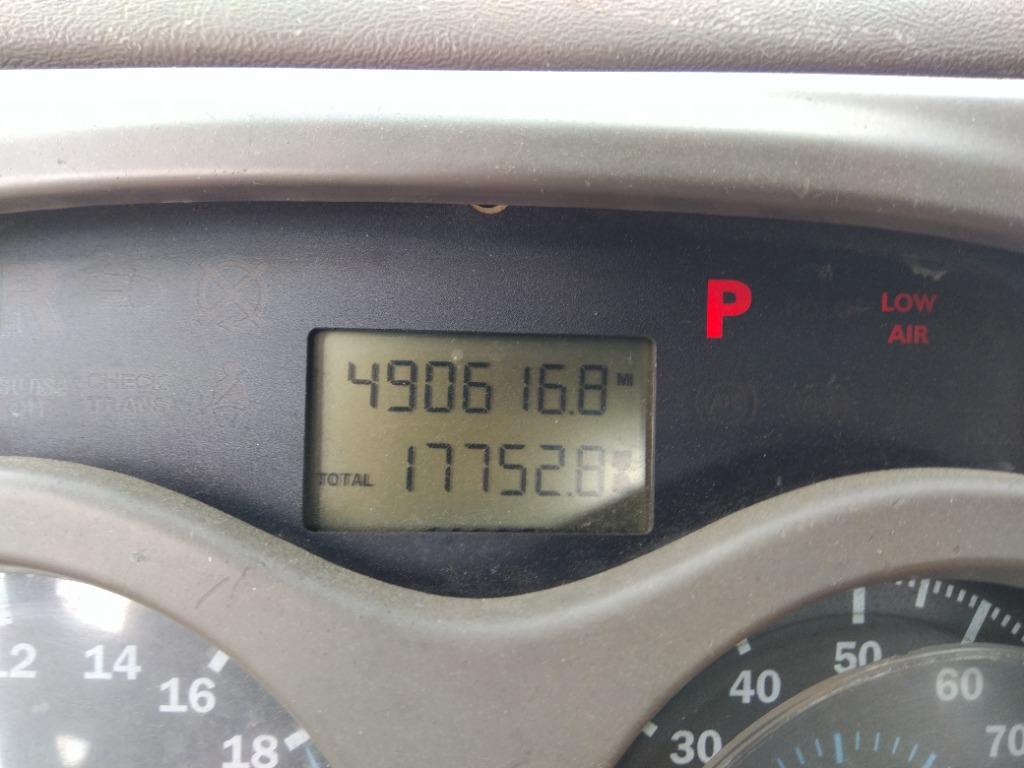 P
LOW
AIR
490616.8 MI
TOTAL 17752.8
CHECK
TRANS
12 14 16 18
30 40 50 60 70